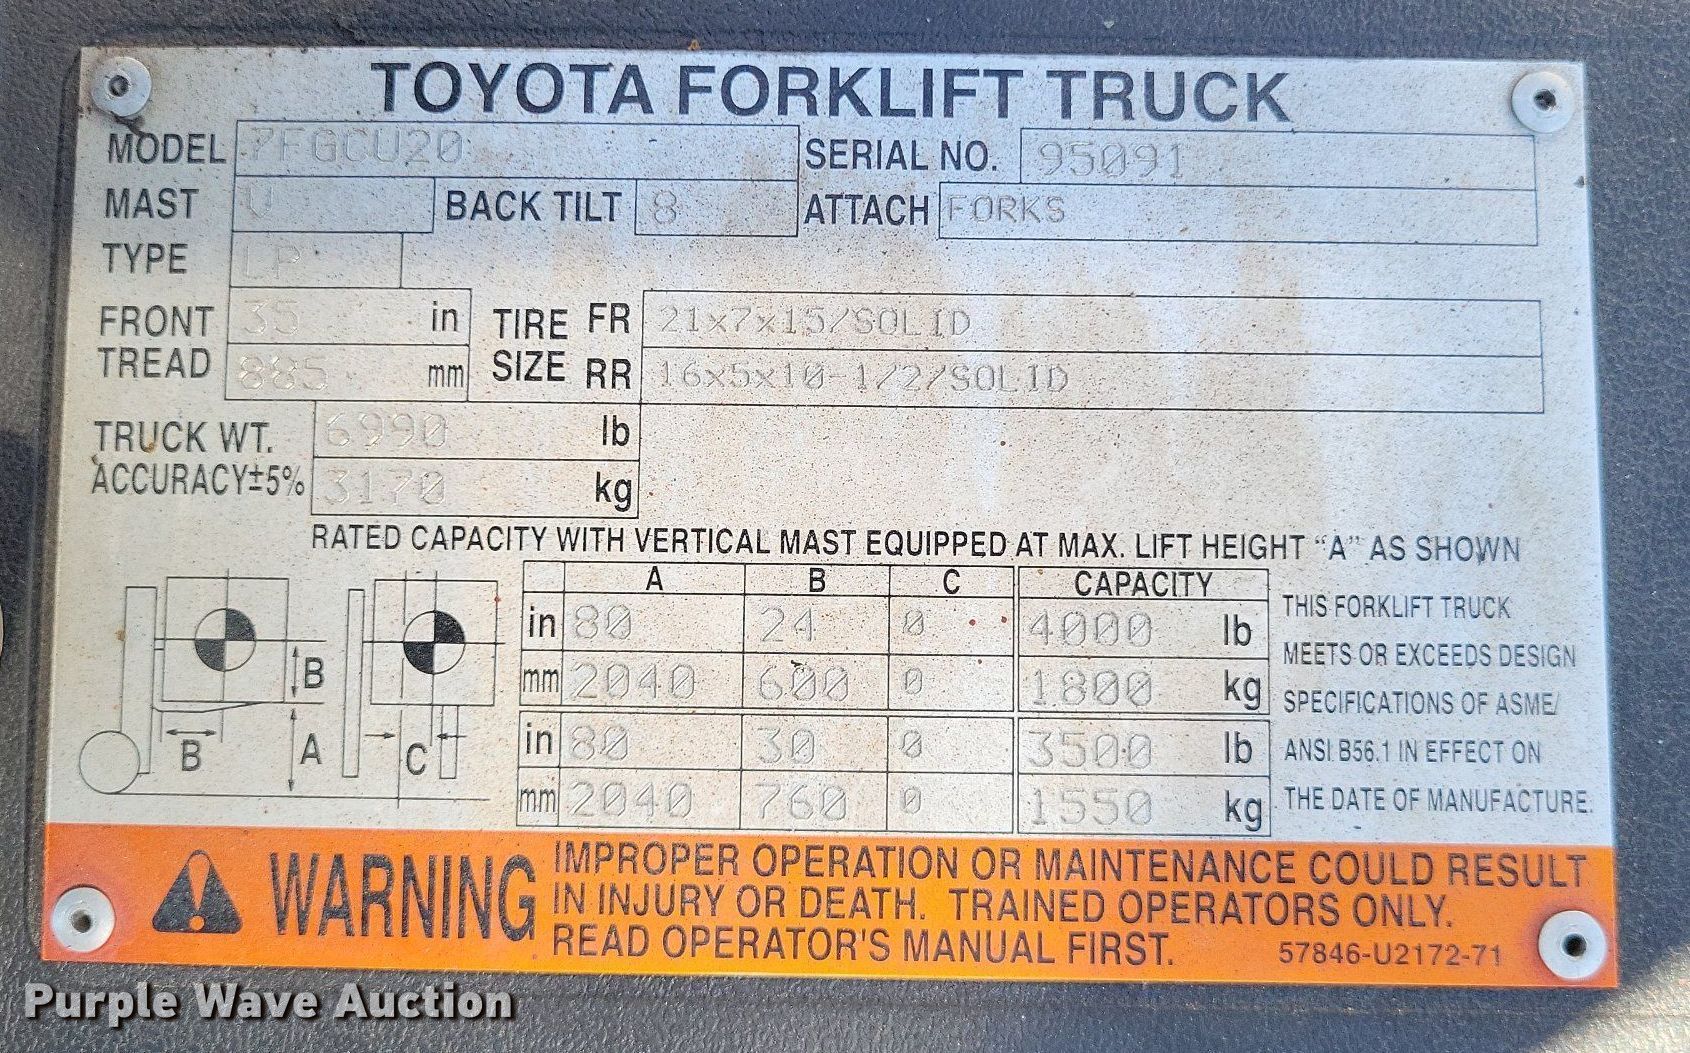 TOYOTA FORKLIFT TRUCK
MODEL 7FGCU20 SERIAL NO. 95091
MAST V BACK TILT 8 ATTACH FORKS
TYPE LP
FRONT TREAD 35 in TIRE SIZE FR 21x7x15/SOLID
885 mm RR 16x5x10-1/2/SOLID
TRUCK WT. 6990 lb
ACCURACY±5% 3170 kg
RATED CAPACITY WITH VERTICAL MAST EQUIPPED AT MAX. LIFT HEIGHT "A" AS SHOWN
A B C CAPACITY
in 80 24 0 4000 lb
mm 2040 600 0 1800 kg
in 80 30 0 3500 lb
mm 2040 760 0 1550 kg
B
B
A
C
THIS FORKLIFT TRUCK
MEETS OR EXCEEDS DESIGN
SPECIFICATIONS OF ASME/
ANSI B56.1 IN EFFECT ON
THE DATE OF MANUFACTURE.
WARNING
IMPROPER OPERATION OR MAINTENANCE COULD RESULT
IN INJURY OR DEATH. TRAINED OPERATORS ONLY.
READ OPERATOR'S MANUAL FIRST. 57846-U2172-71
Purple Wave Auction